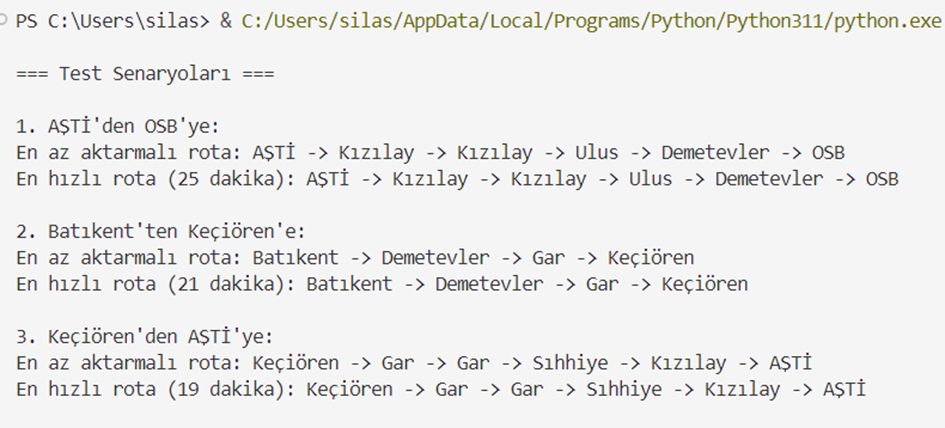 PS C:\Users\silas> & C:/Users/silas/AppData/Local/Programs/Python/Python311/python.exe
=== Test Senaryoları ===
1. AŞTİ'den OSB'ye:
En az aktarmalı rota: AŞTİ -> Kızılay -> Kızılay -> Ulus -> Demetevler -> OSB
En hızlı rota (25 dakika): AŞTİ -> Kızılay -> Kızılay -> Ulus -> Demetevler -> OSB
2. Batıkent'ten Keçiören'e:
En az aktarmalı rota: Batıkent -> Demetevler -> Gar -> Keçiören
En hızlı rota (21 dakika): Batıkent -> Demetevler -> Gar -> Keçiören
3. Keçiören'den AŞTİ'ye:
En az aktarmalı rota: Keçiören -> Gar -> Gar -> Sıhhiye -> Kızılay -> AŞTİ
En hızlı rota (19 dakika): Keçiören -> Gar -> Gar -> Sıhhiye -> Kızılay -> AŞTİ